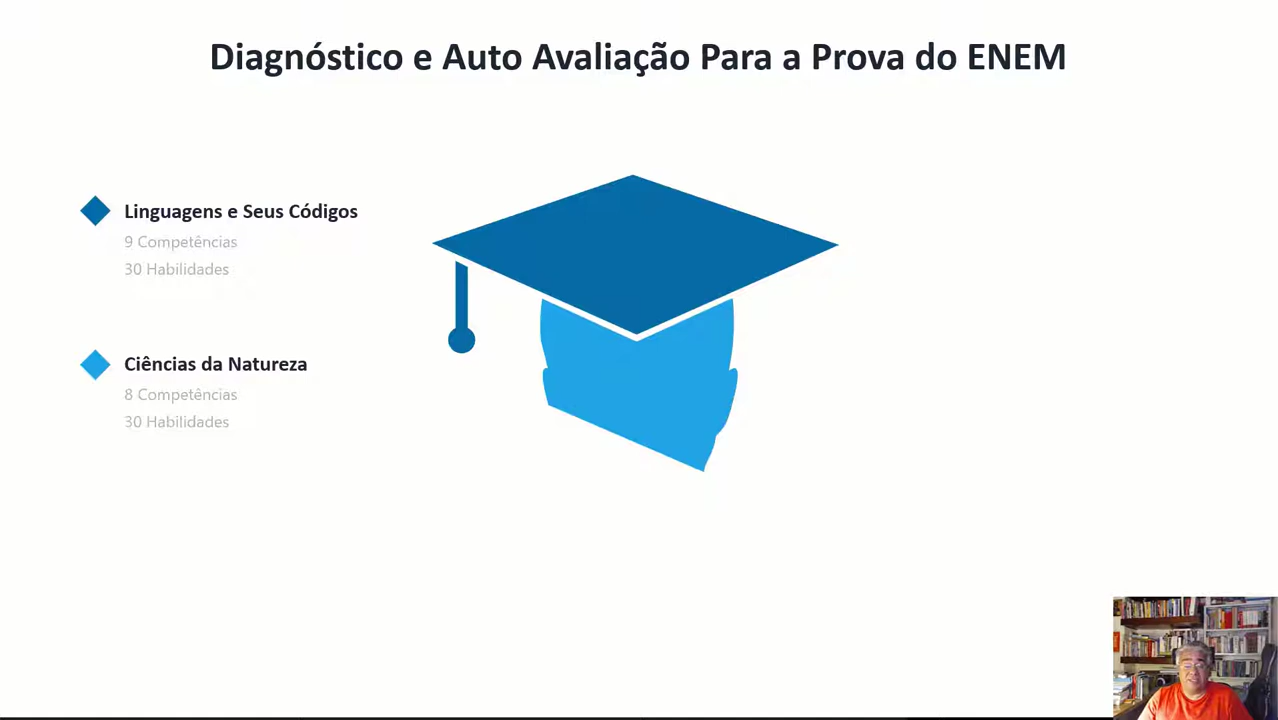 Diagnóstico e Auto Avaliação Para a Prova do ENEM
Linguagens e Seus Códigos
9 Competências
30 Habilidades
Ciências da Natureza
8 Competências
30 Habilidades